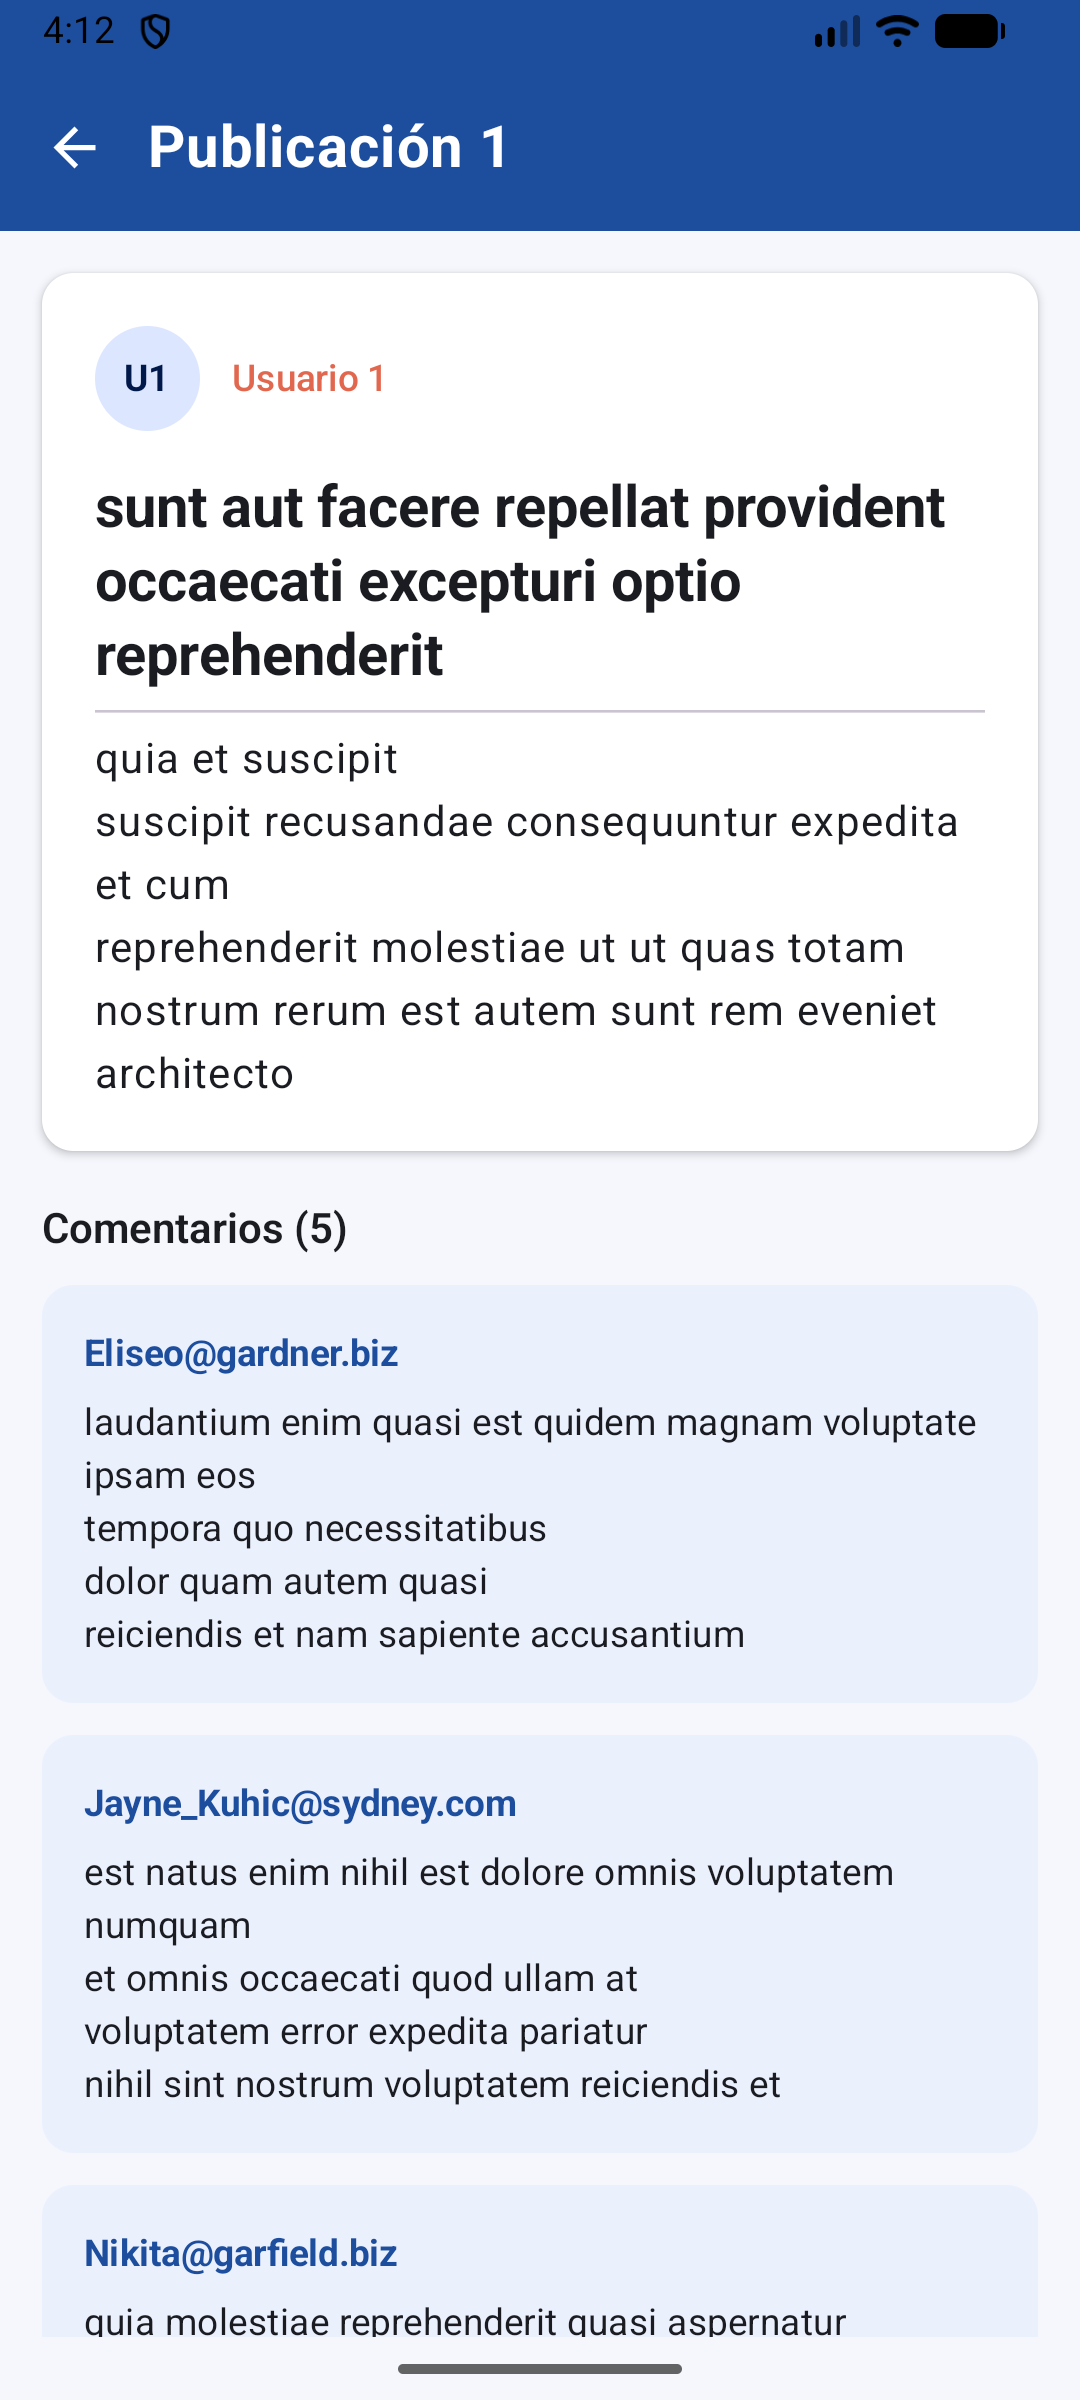 4:12
Publicación 1
U1
Usuario 1
sunt aut facere repellat provident
occaecati excepturi optio
reprehenderit
quia et suscipit
suscipit recusandae consequuntur expedita
et cum
reprehenderit molestiae ut ut quas totam
nostrum rerum est autem sunt rem eveniet
architecto
Comentarios (5)
Eliseo@gardner.biz
laudantium enim quasi est quidem magnam voluptate
ipsam eos
tempora quo necessitatibus
dolor quam autem quasi
reiciendis et nam sapiente accusantium
Jayne_Kuhic@sydney.com
est natus enim nihil est dolore omnis voluptatem
numquam
et omnis occaecati quod ullam at
voluptatem error expedita pariatur
nihil sint nostrum voluptatem reiciendis et
Nikita@garfield.biz
quia molestiae reprehenderit quasi aspernatur